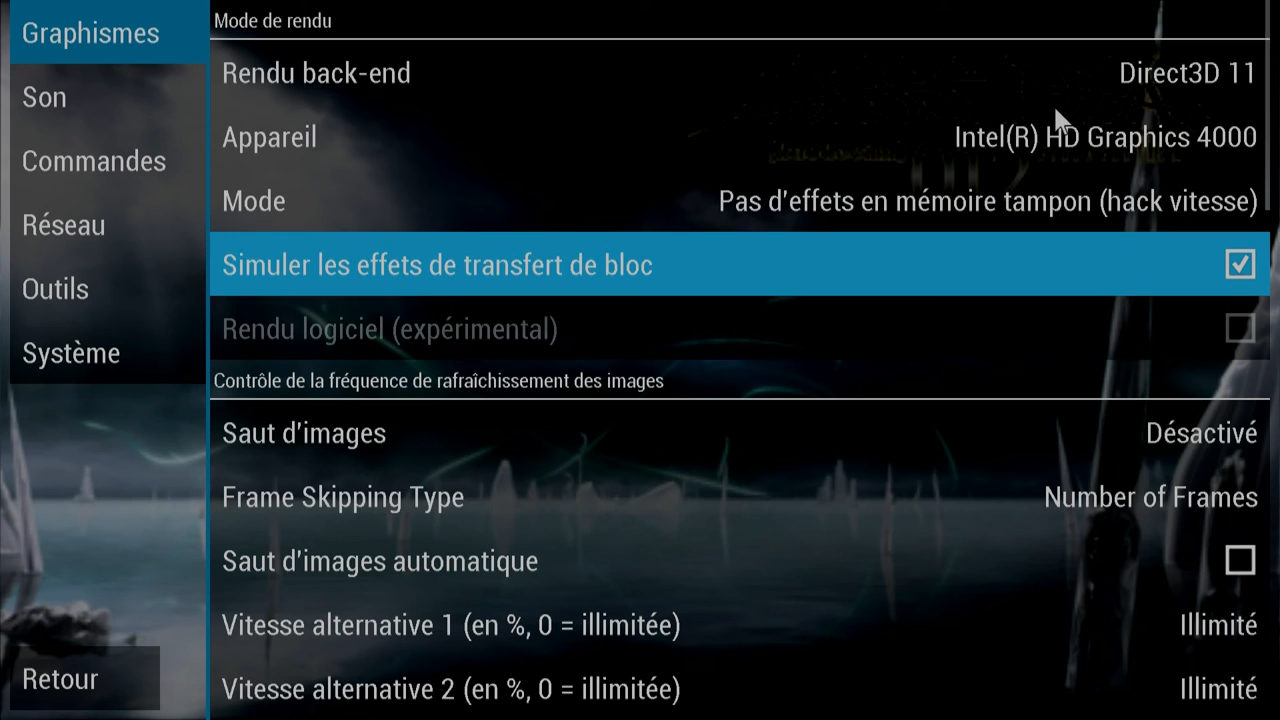 Graphismes
Son
Commandes
Réseau
Outils
Système
Retour
Mode de rendu
Rendu back-end Direct3D 11
Appareil Intel(R) HD Graphics 4000
Mode Pas d'effets en mémoire tampon (hack vitesse)
Simuler les effets de transfert de bloc
Rendu logiciel (expérimental)
Contrôle de la fréquence de rafraîchissement des images
Saut d'images Désactivé
Frame Skipping Type Number of Frames
Saut d'images automatique
Vitesse alternative 1 (en %, 0 = illimitée) Illimité
Vitesse alternative 2 (en %, 0 = illimitée) Illimité